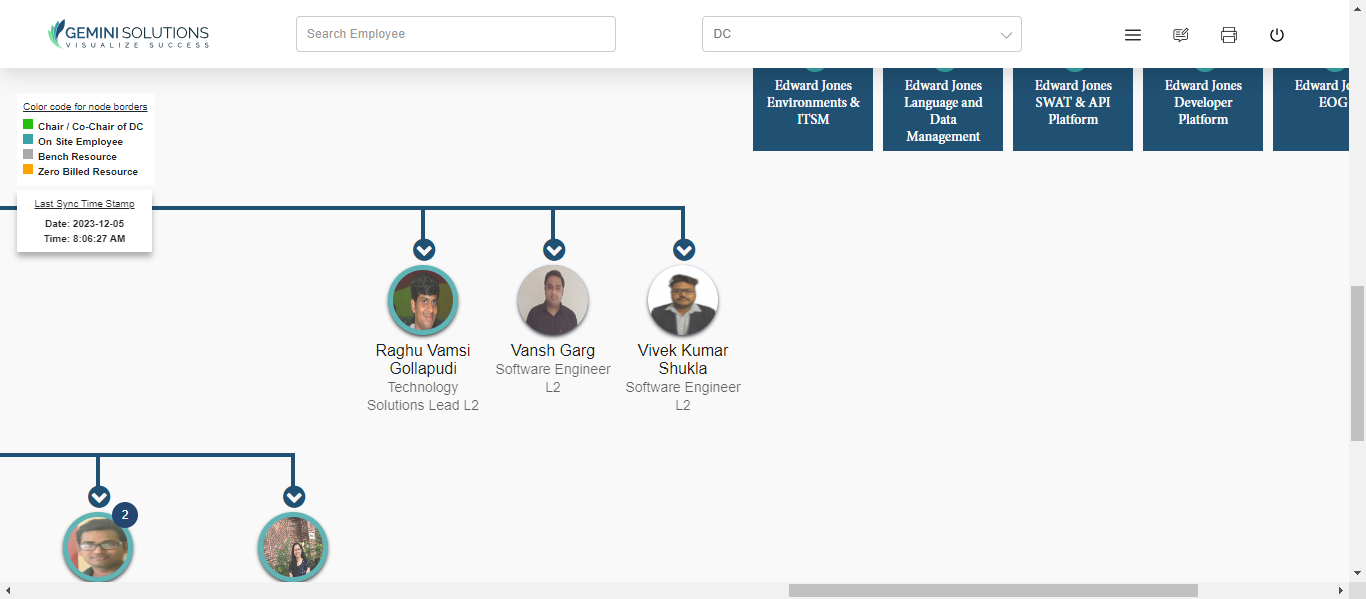 GEMINI SOLUTIONS
VISUALIZE SUCCESS
Search Employee
DC
Edward Jones
Environments &
ITSM
Edward Jones
Language and
Data
Management
Edward Jones
SWAT & API
Platform
Edward Jones
Developer
Platform
Edward Jo
EOG
Color code for node borders
Chair / Co-Chair of DC
On Site Employee
Bench Resource
Zero Billed Resource
Last Sync Time Stamp
Date: 2023-12-05
Time: 8:06:27 AM
Raghu Vamsi
Gollapudi
Technology
Solutions Lead L2
Vansh Garg
Software Engineer
L2
Vivek Kumar
Shukla
Software Engineer
L2
2